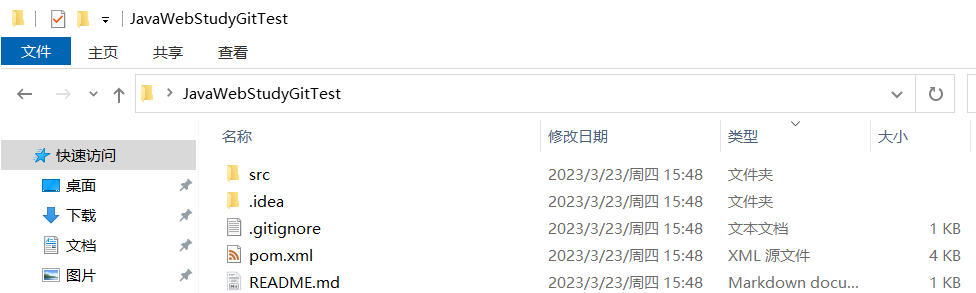 JavaWebStudyGitTest
文件 主页 共享 查看
JavaWebStudyGitTest
名称 修改日期 类型 大小
快速访问
桌面
下载
文档
图片
src 2023/3/23/周四 15:48 文件夹
.idea 2023/3/23/周四 15:48 文件夹
.gitignore 2023/3/23/周四 15:48 文本文档 1 KB
pom.xml 2023/3/23/周四 15:48 XML 源文件 4 KB
README.md 2023/3/23/周四 15:48 Markdown docu... 1 KB